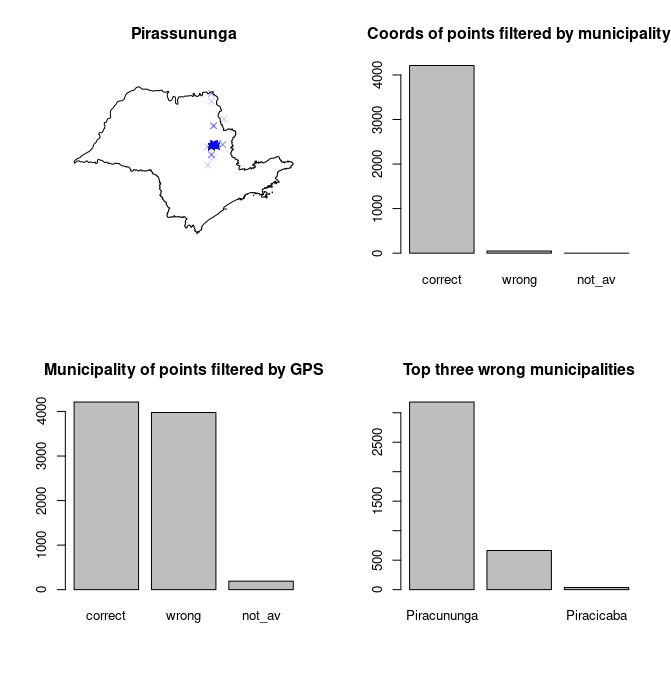 Pirassununga
Coords of points filtered by municipality
4000
3000
2000
1000
0
correct wrong not_av
Municipality of points filtered by GPS
4000
3000
2000
1000
0
correct wrong not_av
Top three wrong municipalities
2500
1500
500
0
Piracununga Piracicaba